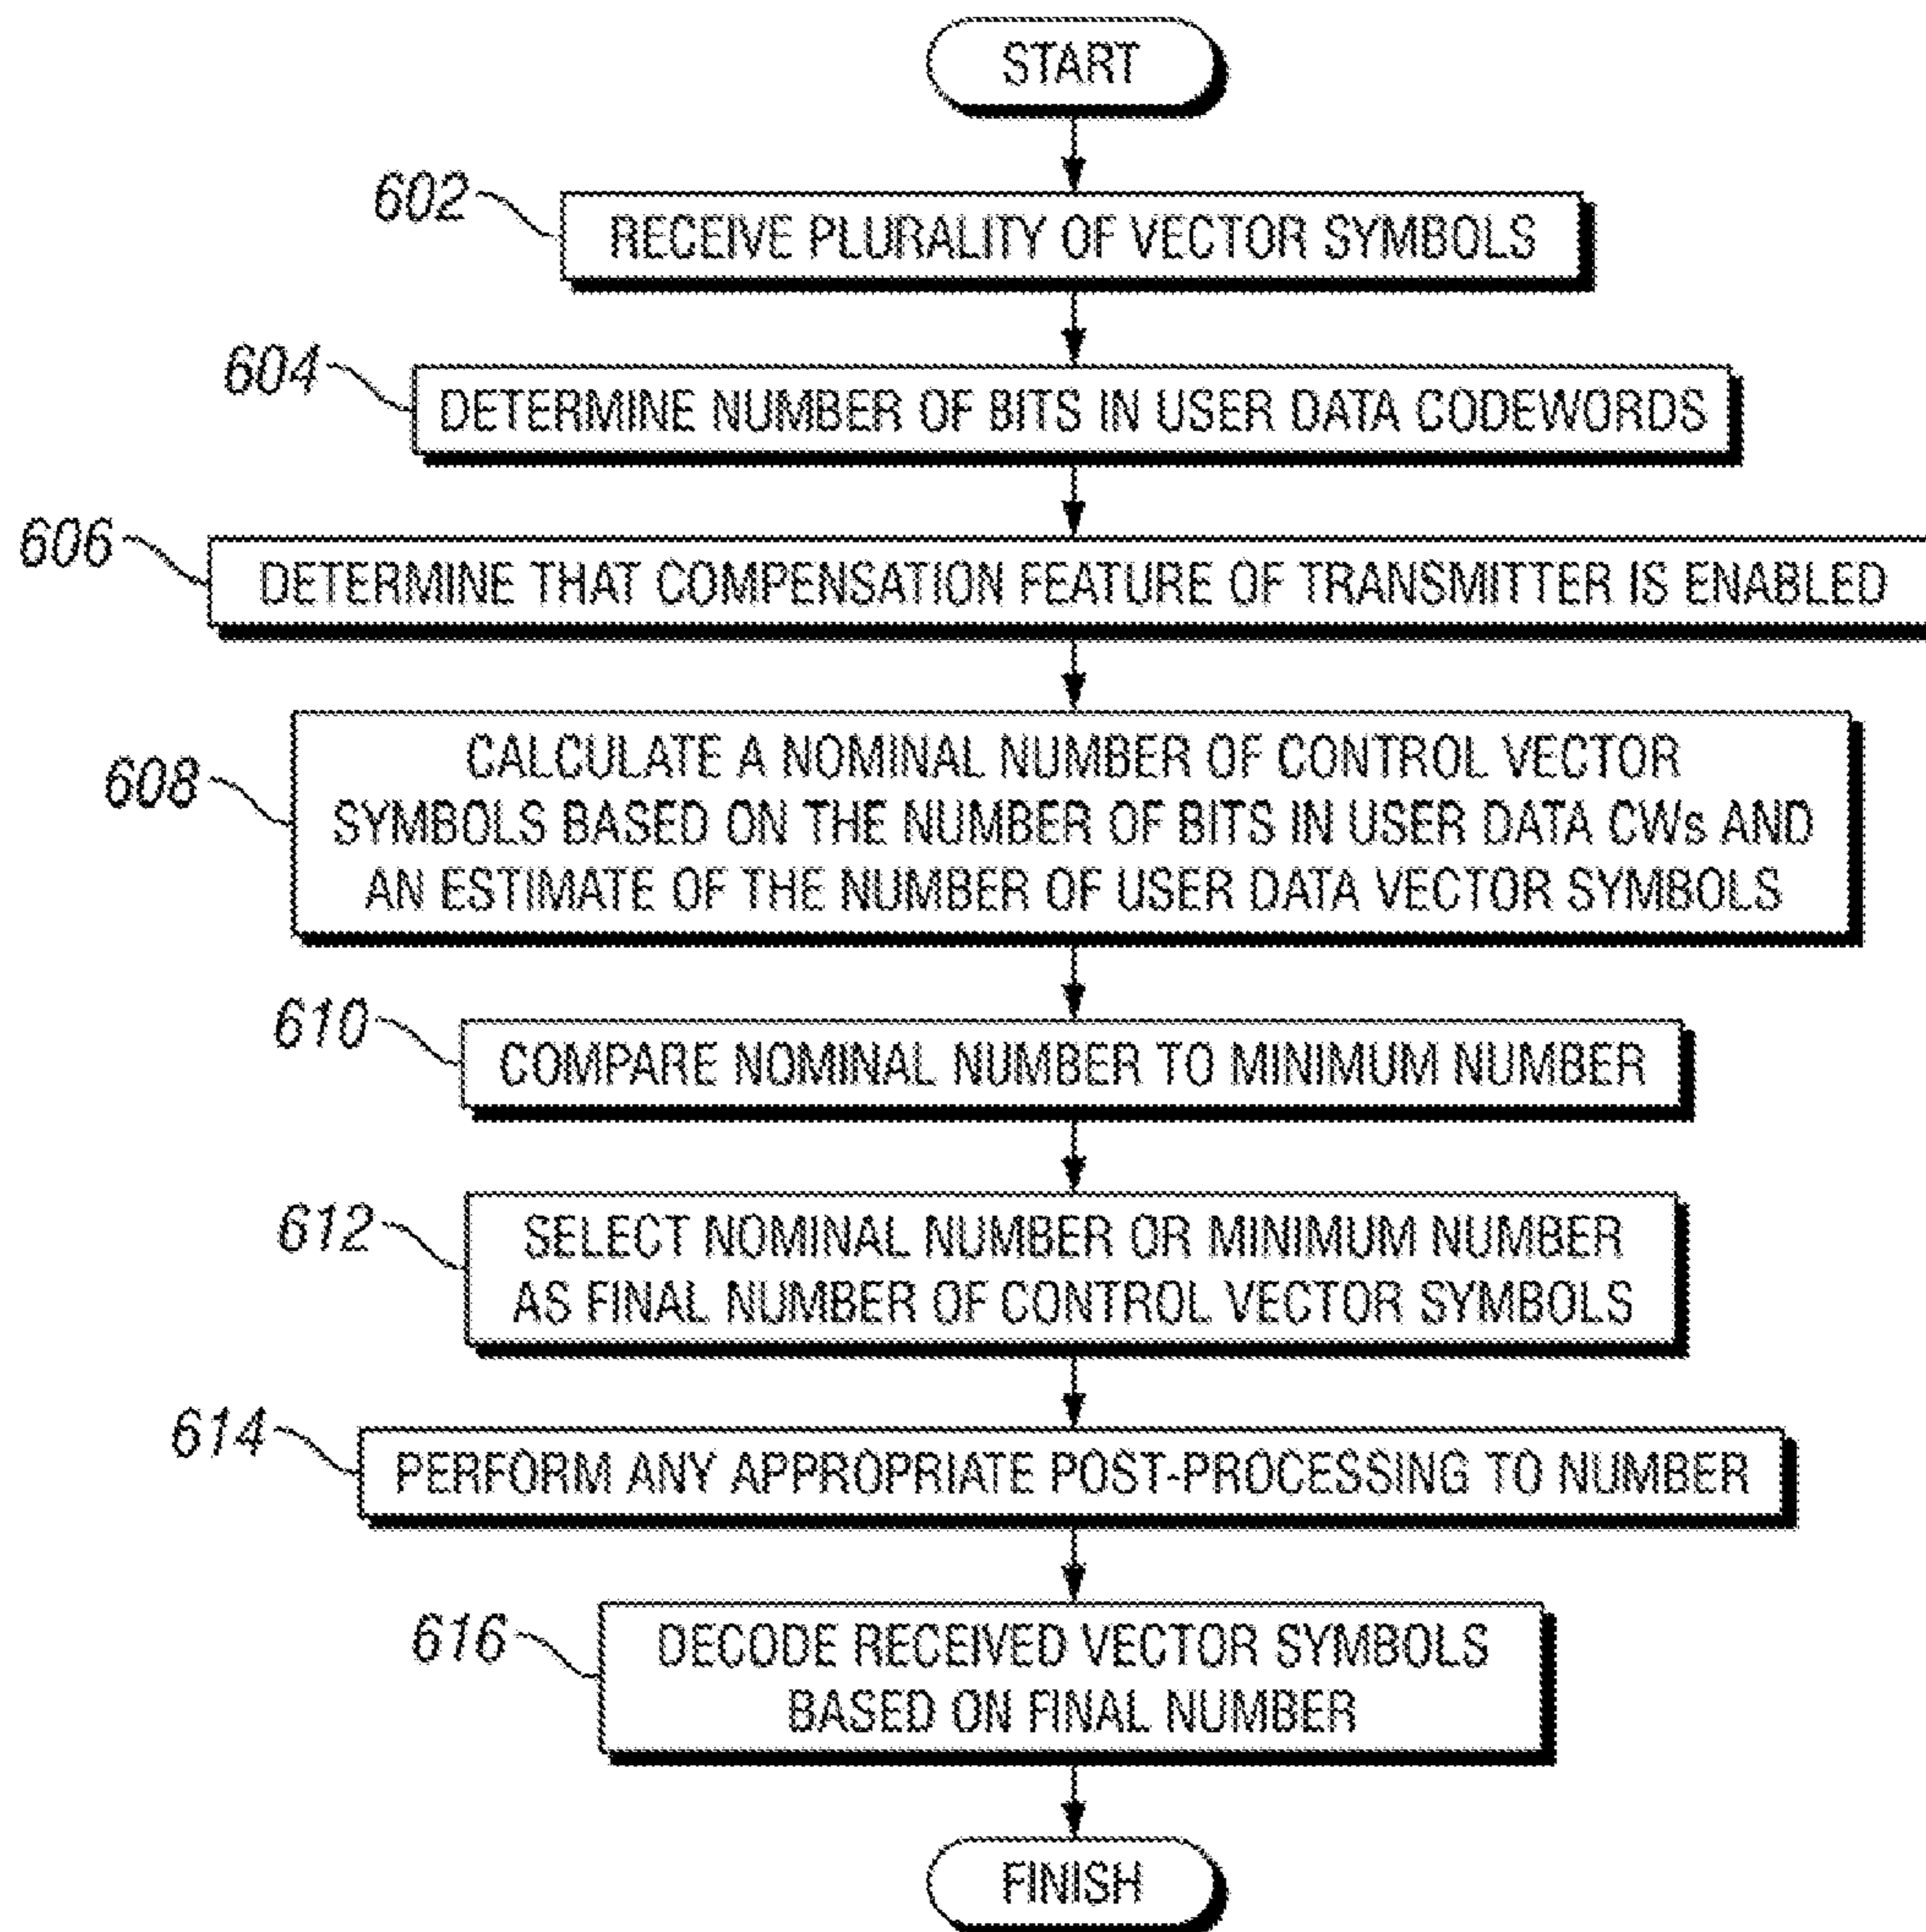 START
602
RECEIVE PLURALITY OF VECTOR SYMBOLS
604
DETERMINE NUMBER OF BITS IN USER DATA CODEWORDS
606
DETERMINE THAT COMPENSATION FEATURE OF TRANSMITTER IS ENABLED
608
CALCULATE A NOMINAL NUMBER OF CONTROL VECTOR
SYMBOLS BASED ON THE NUMBER OF BITS IN USER DATA CWs AND
AN ESTIMATE OF THE NUMBER OF USER DATA VECTOR SYMBOLS
610
COMPARE NOMINAL NUMBER TO MINIMUM NUMBER
612
SELECT NOMINAL NUMBER OR MINIMUM NUMBER
AS FINAL NUMBER OF CONTROL VECTOR SYMBOLS
614
PERFORM ANY APPROPRIATE POST-PROCESSING TO NUMBER
616
DECODE RECEIVED VECTOR SYMBOLS
BASED ON FINAL NUMBER
FINISH